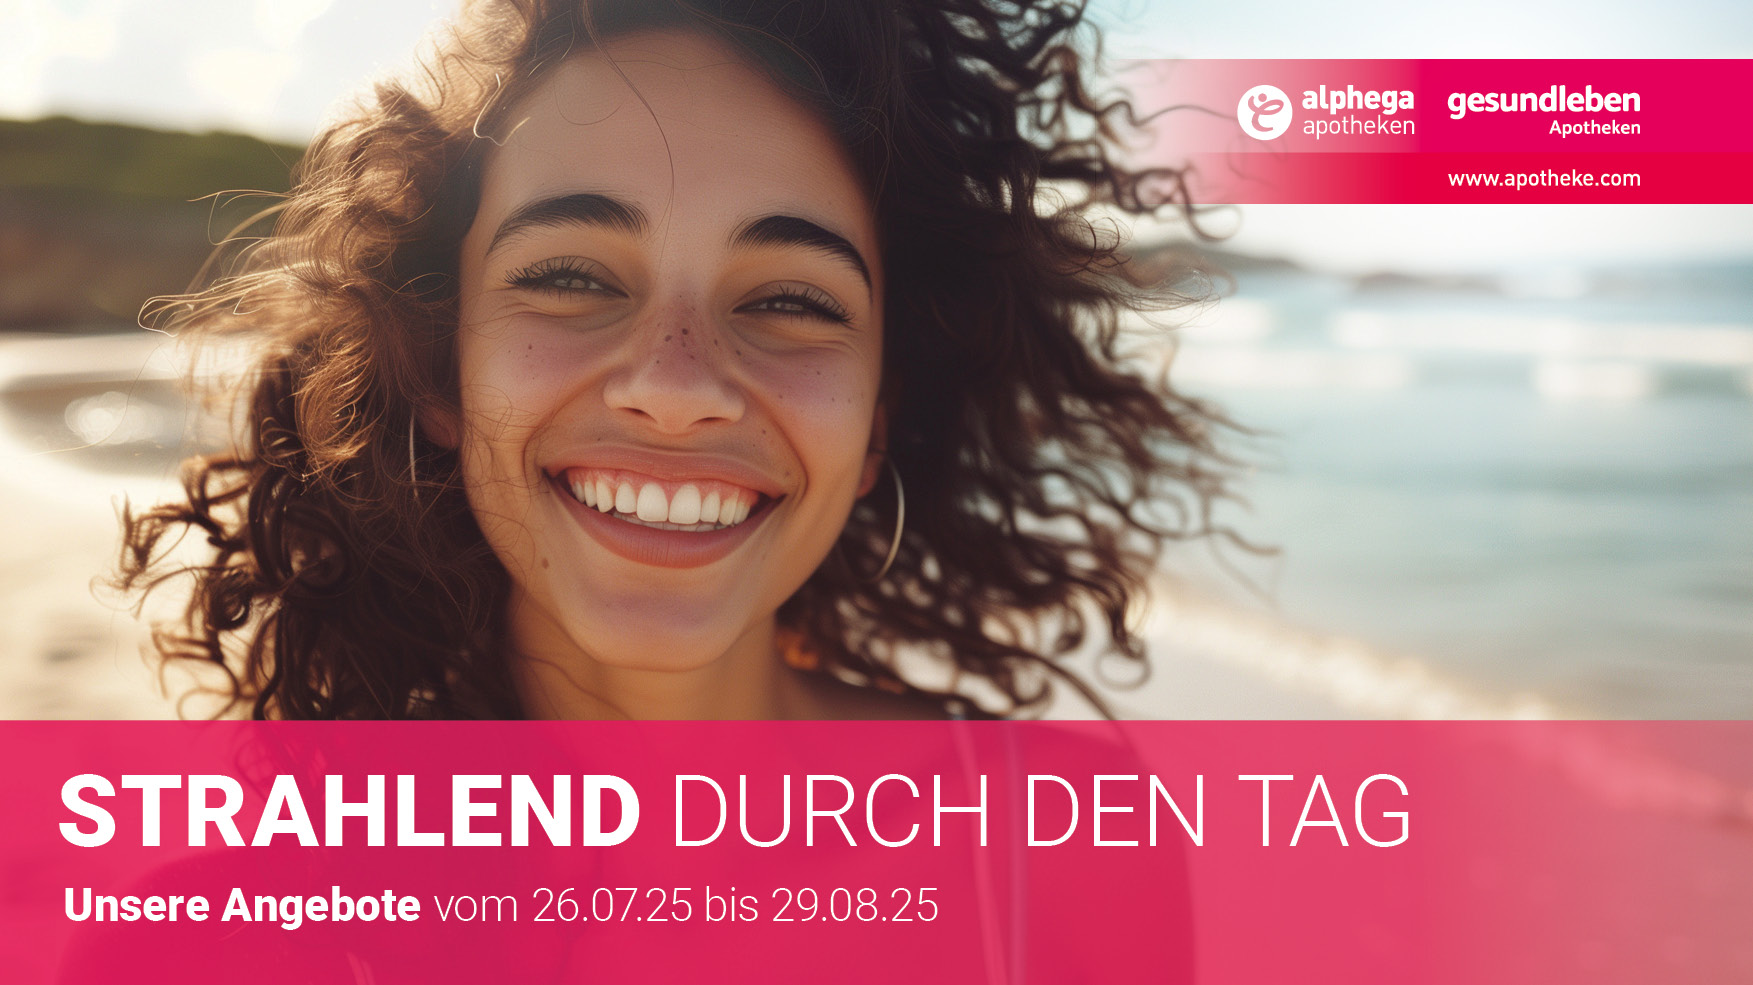 alphega
apotheken
gesundleben
Apotheken
www.apotheke.com
STRAHLEND DURCH DEN TAG
Unsere Angebote vom 26.07.25 bis 29.08.25